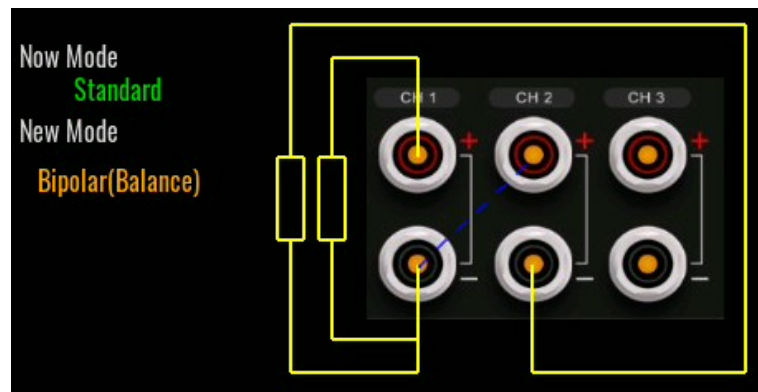 Now Mode
Standard
New Mode
Bipolar(Balance)
CH 1 CH 2 CH 3
+ + +
− − −